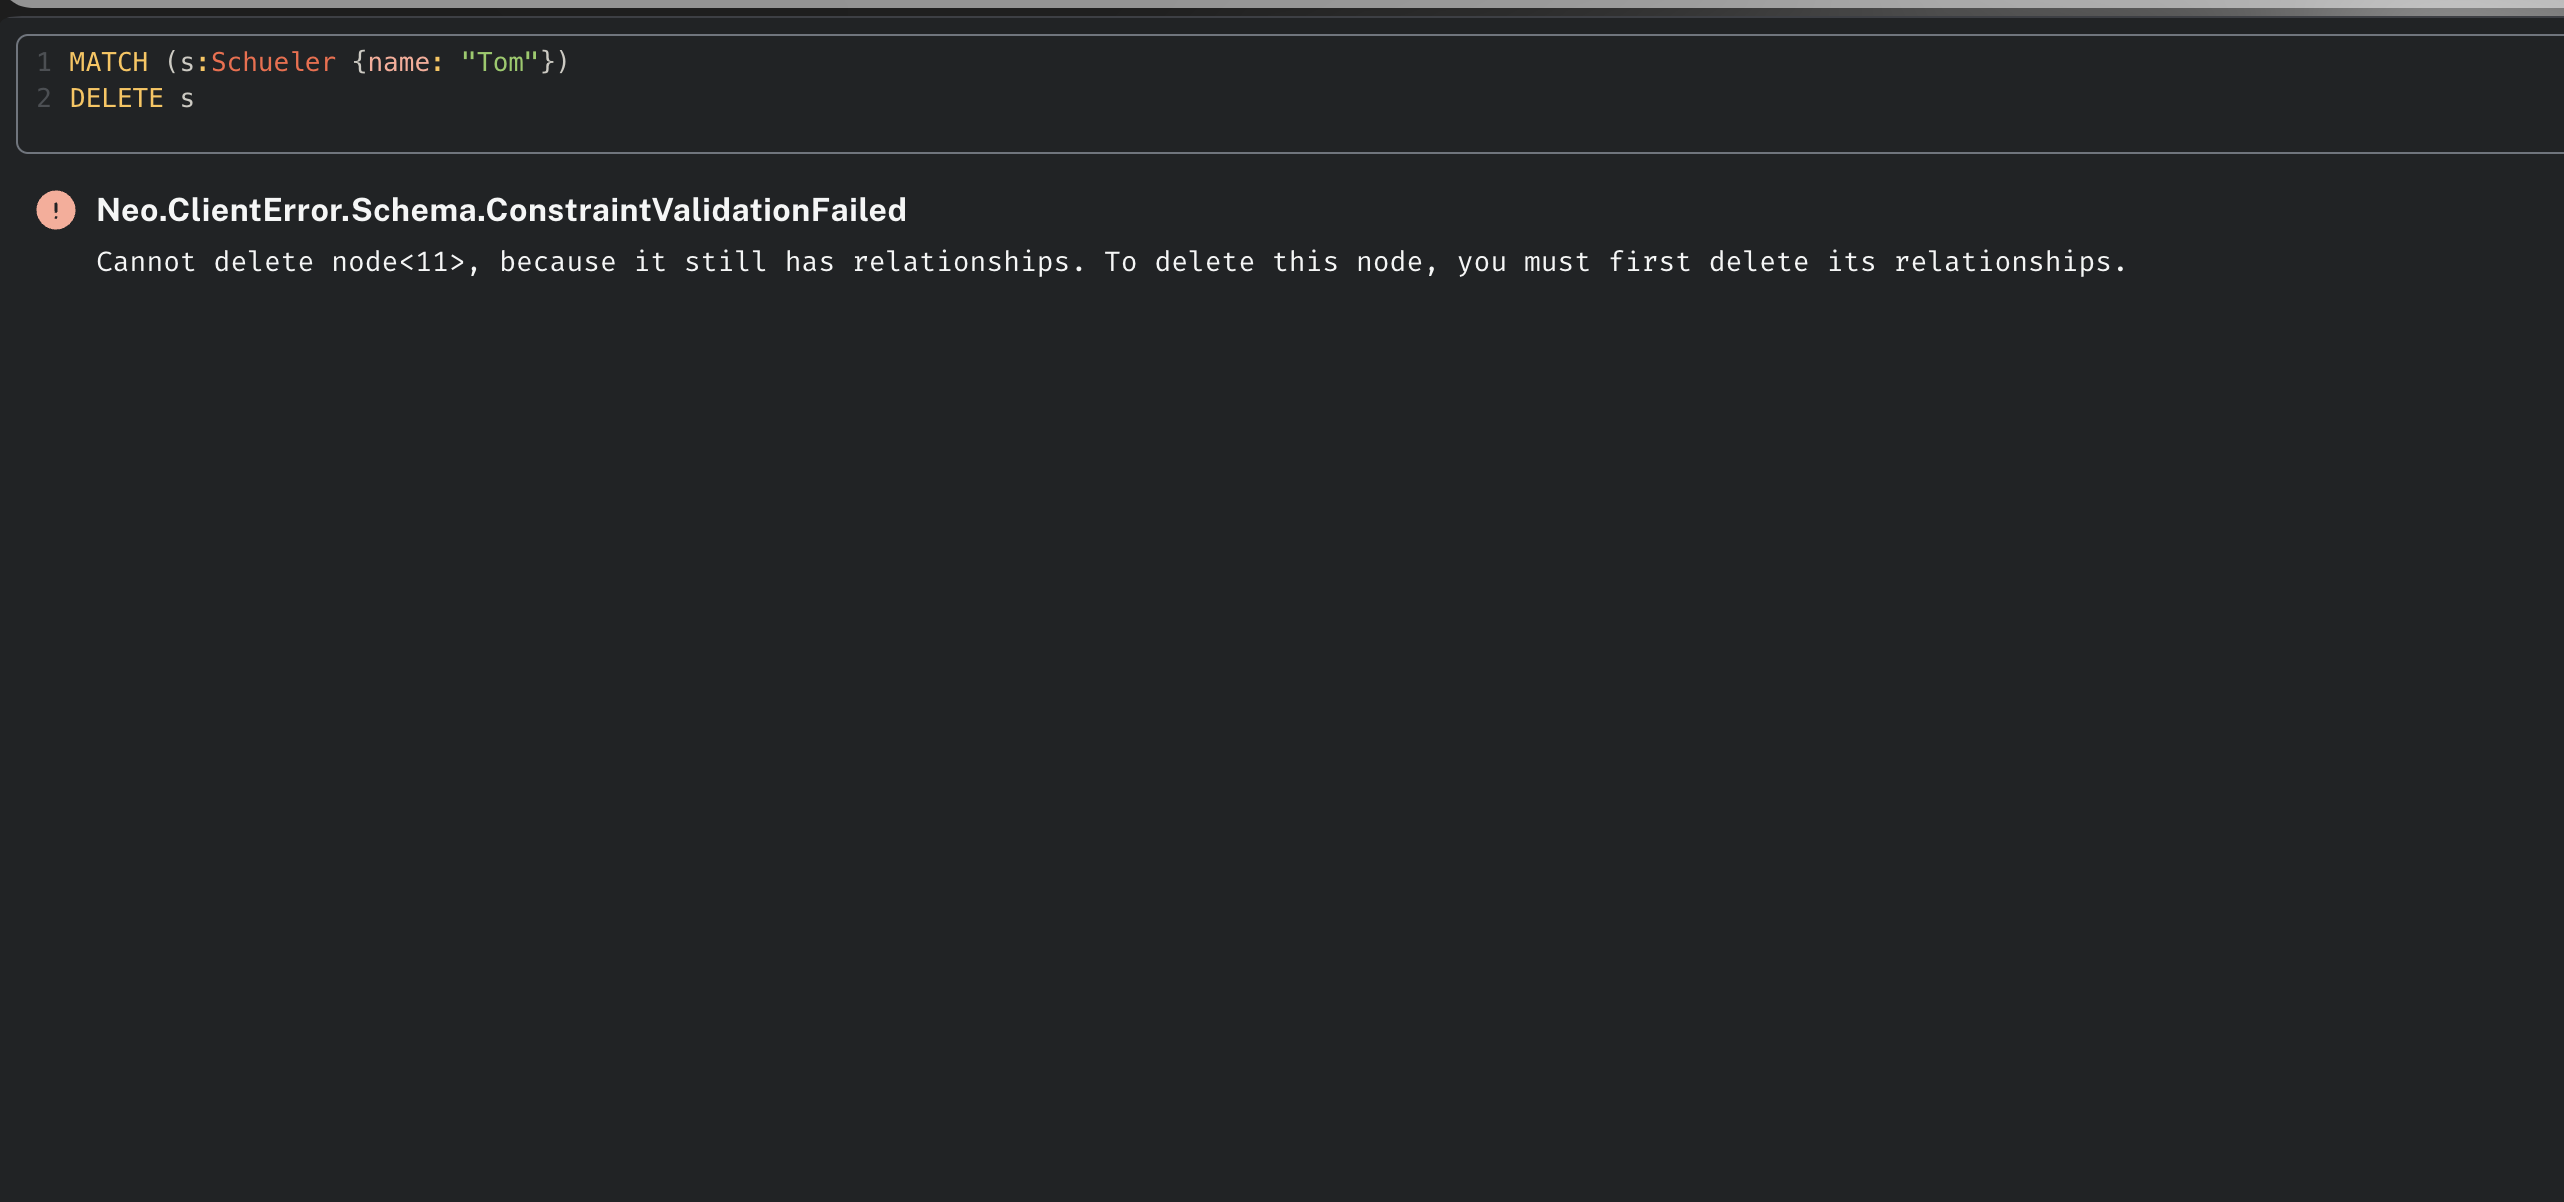 1 MATCH (s:Schueler {name: "Tom"})
2 DELETE s
Neo.ClientError.Schema.ConstraintValidationFailed
Cannot delete node<11>, because it still has relationships. To delete this node, you must first delete its relationships.